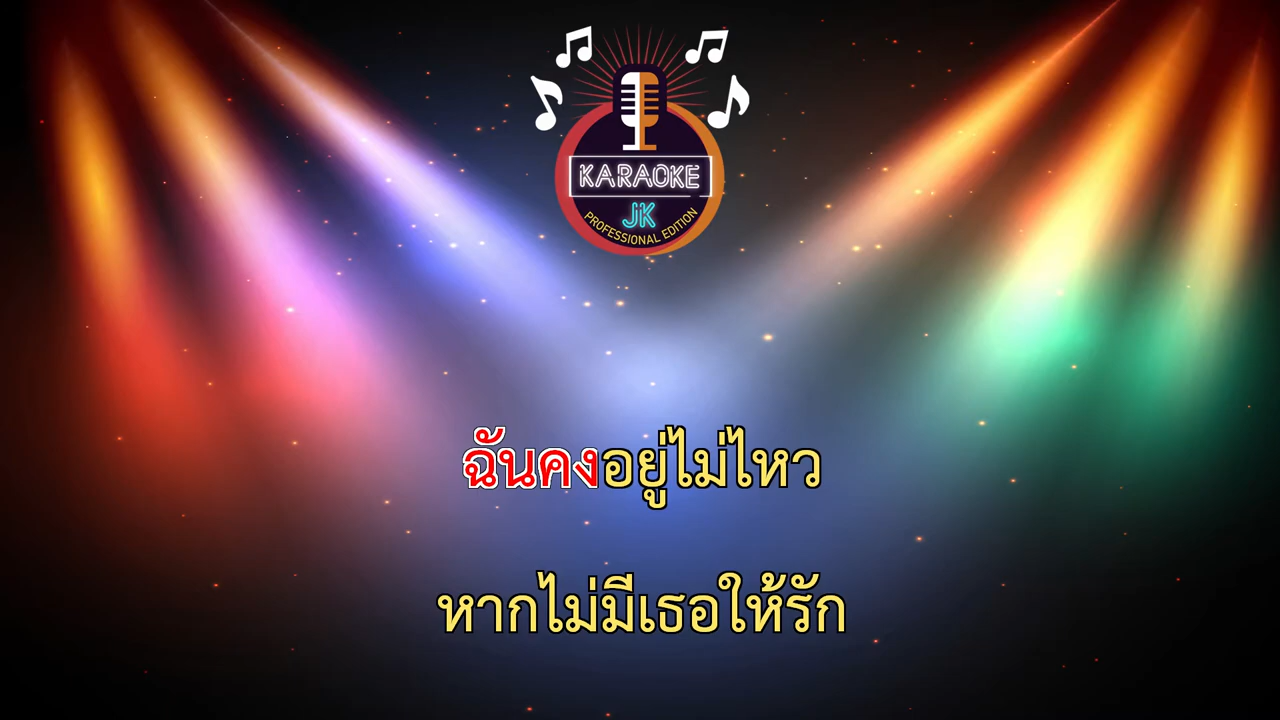 KARAOKE
JK
PROFESSIONAL EDITION
ฉันคงอยู่ไม่ไหว
หากไม่มีเธอให้รัก